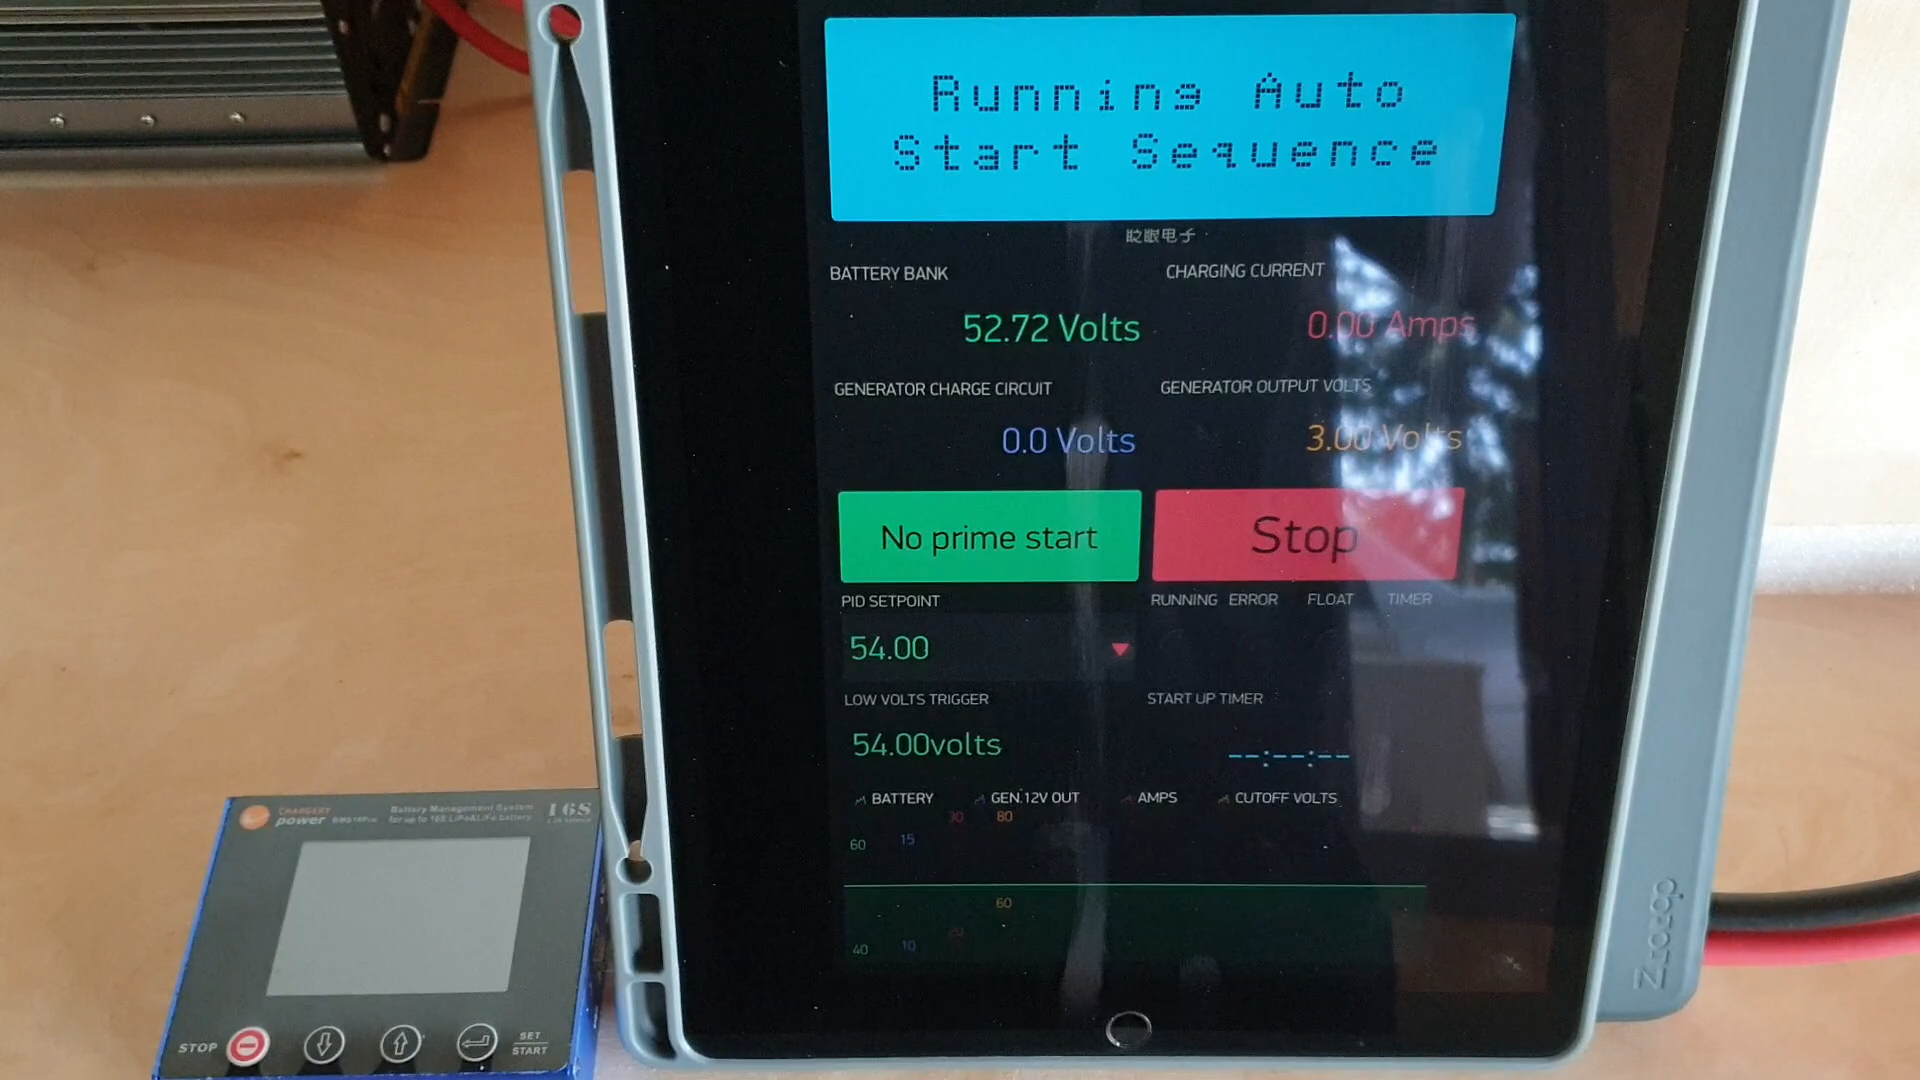 Running Auto
Start Sequence
眨眼电子
BATTERY BANK
CHARGING CURRENT
52.72 Volts
0.00 Amps
GENERATOR CHARGE CIRCUIT
GENERATOR OUTPUT VOLTS
0.0 Volts
3.00 Volts
No prime start
Stop
PID SETPOINT
RUNNING ERROR FLOAT TIMER
54.00
LOW VOLTS TRIGGER
START UP TIMER
54.00volts
--:--:--
BATTERY GEN.12V OUT AMPS CUTOFF VOLTS
30 80
60 15
60
20
40 10
CHARGERY
power BMS16Pro
Battery Management System
for up to 16S LiPo&LiFe battery
16S
STOP
SET
START
Ztotop